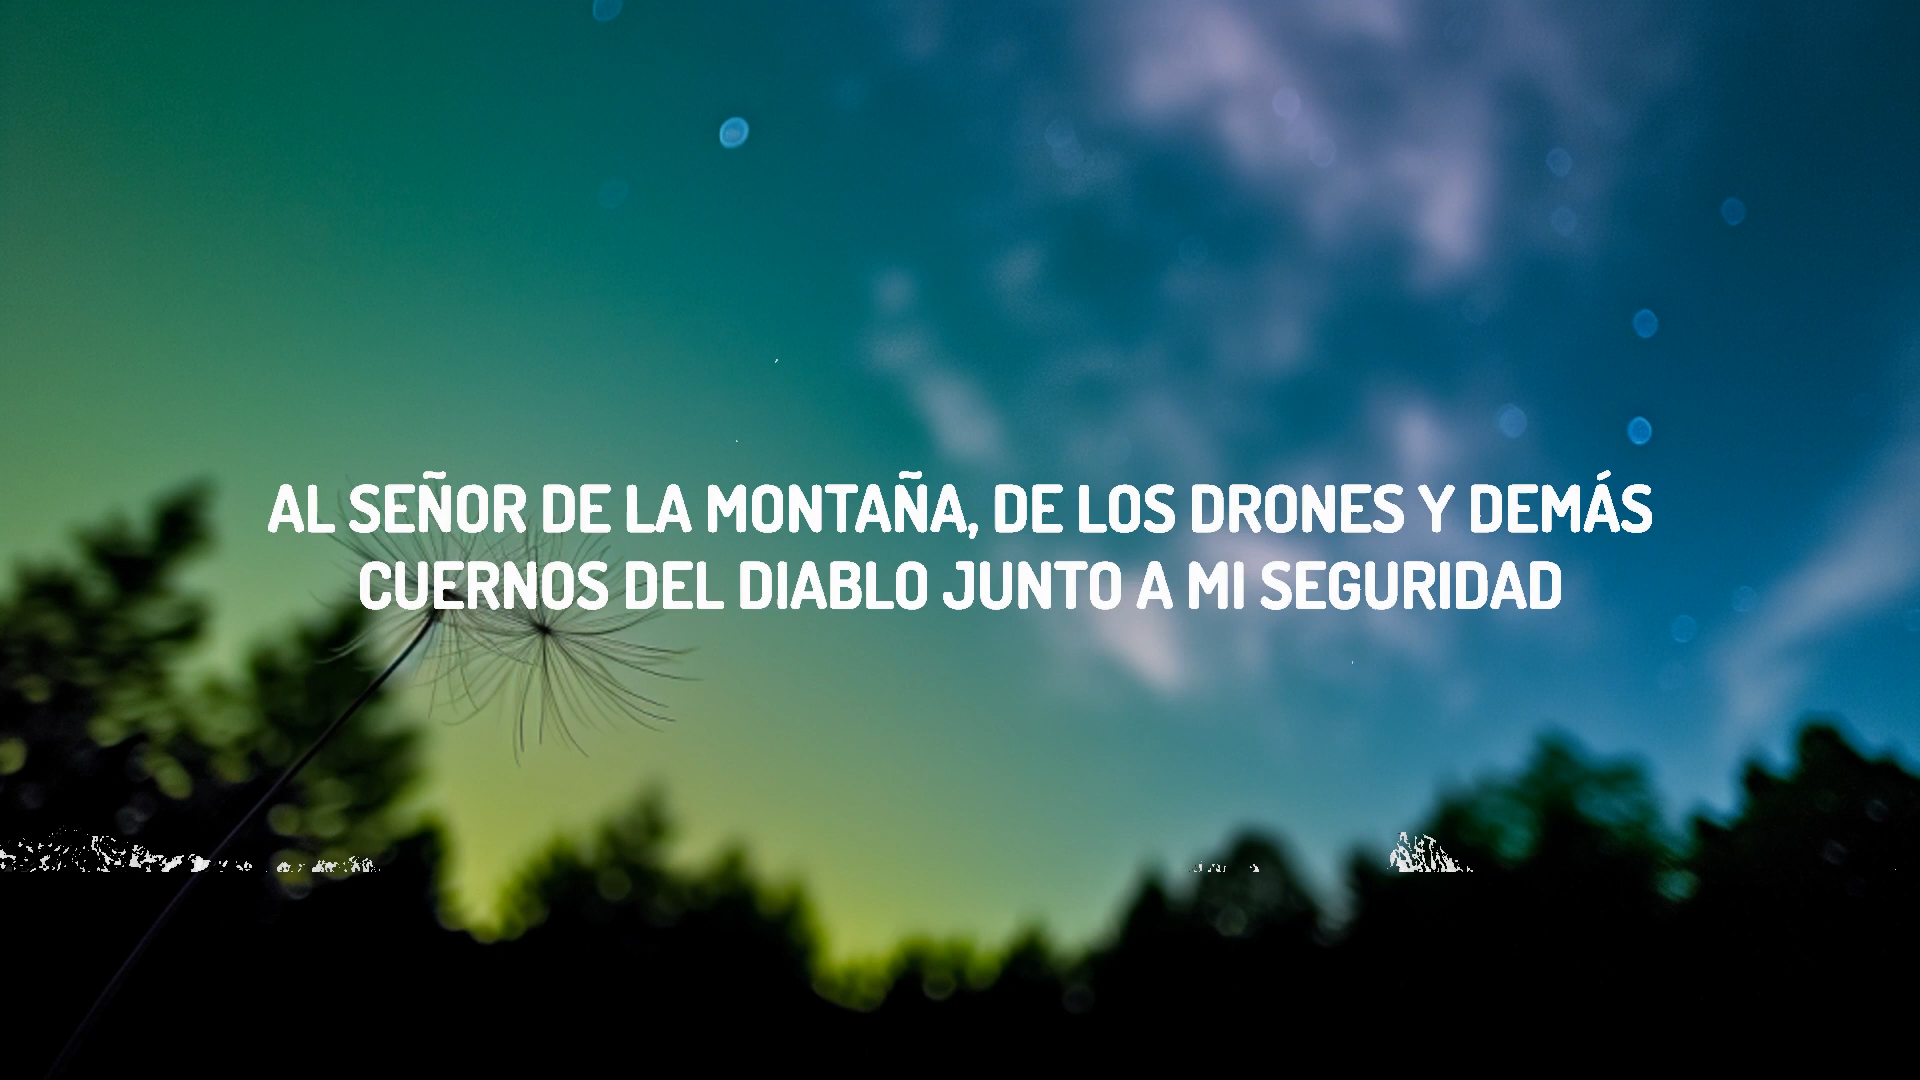 AL SEÑOR DE LA MONTAÑA, DE LOS DRONES Y DEMÁS
CUERNOS DEL DIABLO JUNTO A MI SEGURIDAD